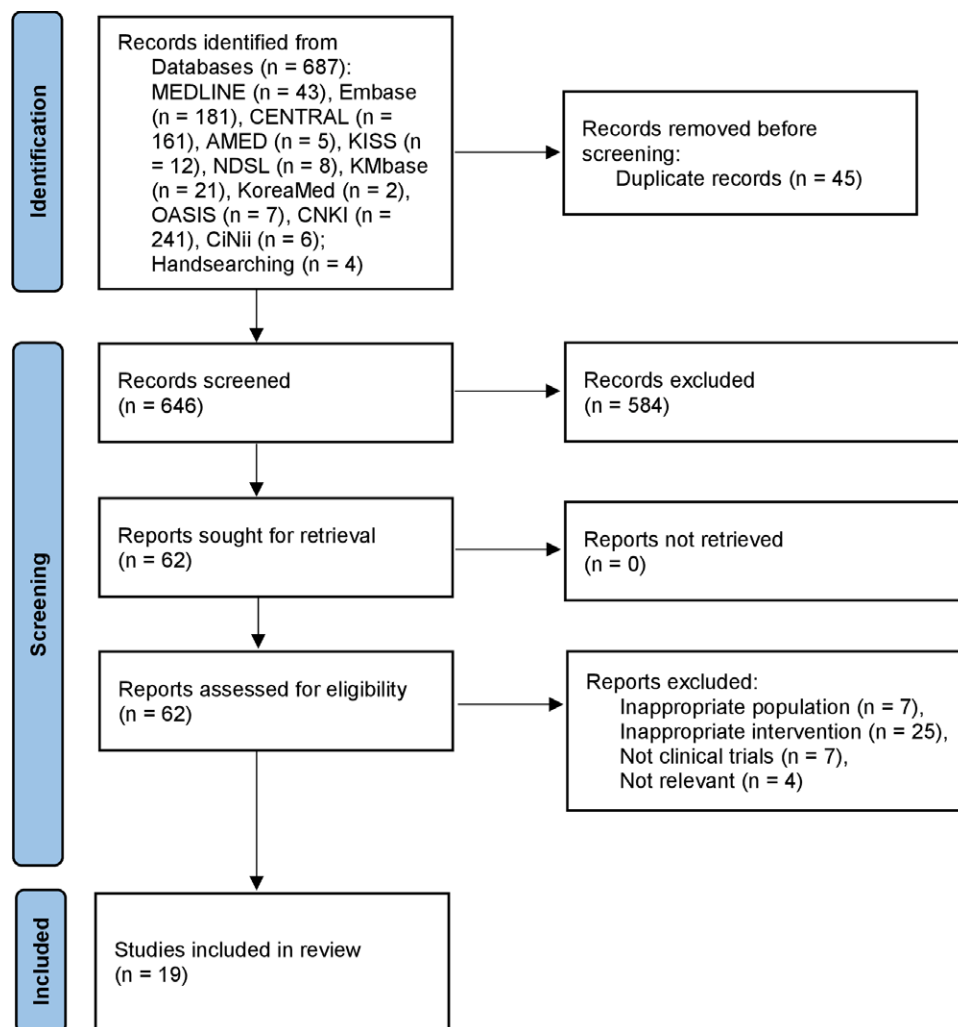 Identification
Records identified from
Databases (n = 687):
MEDLINE (n = 43), Embase
(n = 181), CENTRAL (n =
161), AMED (n = 5), KISS (n
= 12), NDSL (n = 8), KMbase
(n = 21), KoreaMed (n = 2),
OASIS (n = 7), CNKI (n =
241), CiNii (n = 6);
Handsearching (n = 4)
Records removed before
screening:
Duplicate records (n = 45)
Screening
Records screened
(n = 646)
Records excluded
(n = 584)
Reports sought for retrieval
(n = 62)
Reports not retrieved
(n = 0)
Reports assessed for eligibility
(n = 62)
Reports excluded:
Inappropriate population (n = 7),
Inappropriate intervention (n = 25),
Not clinical trials (n = 7),
Not relevant (n = 4)
Included
Studies included in review
(n = 19)